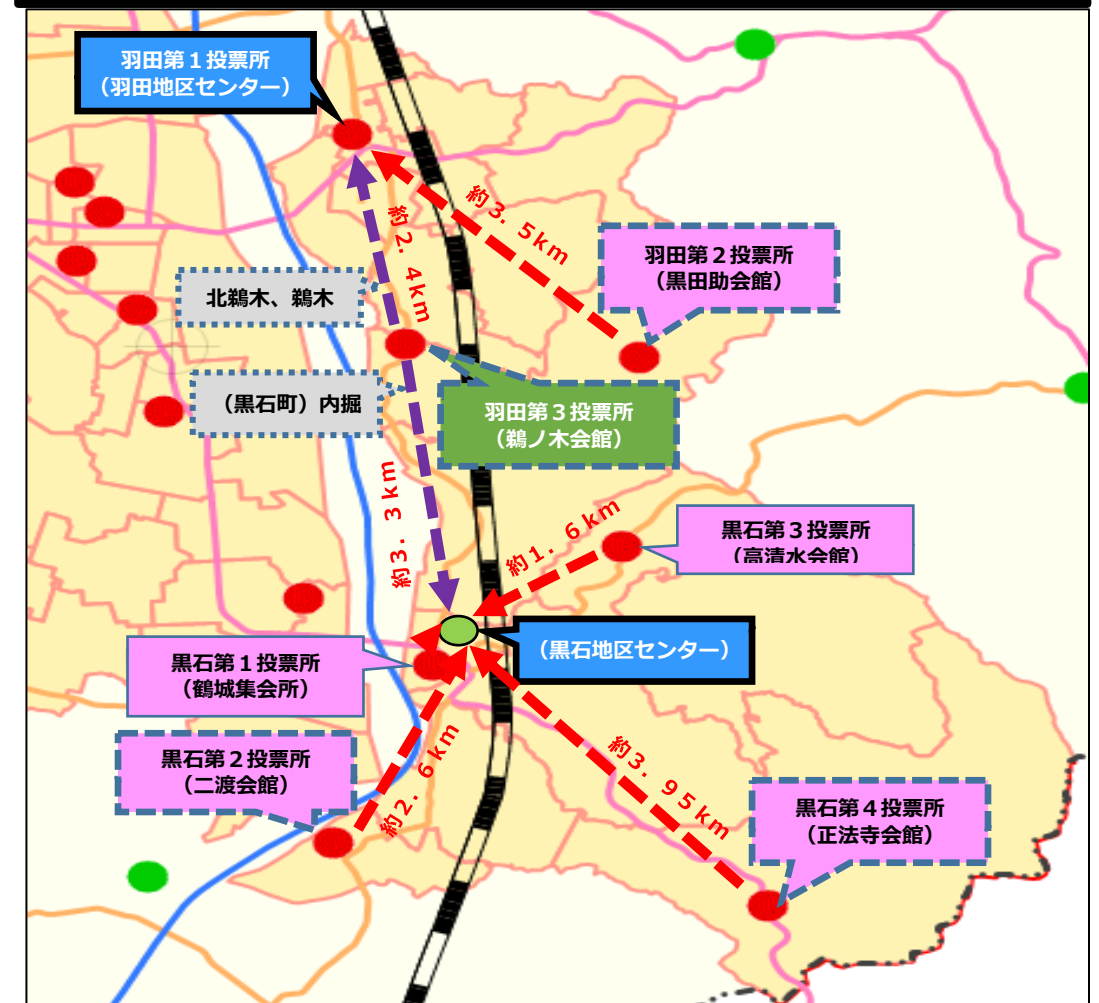 羽田第１投票所
（羽田地区センター）
約３．５ｋｍ
約２．４ｋｍ
羽田第２投票所
（黒田助会館）
北鵜木、鵜木
（黒石町）内堀
羽田第３投票所
（鵜ノ木会館）
約３．３ｋｍ
約１．６ｋｍ
黒石第３投票所
（高清水会館）
（黒石地区センター）
黒石第１投票所
（鶴城集会所）
黒石第２投票所
（二渡会館）
約２．６ｋｍ
約３．９５ｋｍ
黒石第４投票所
（正法寺会館）